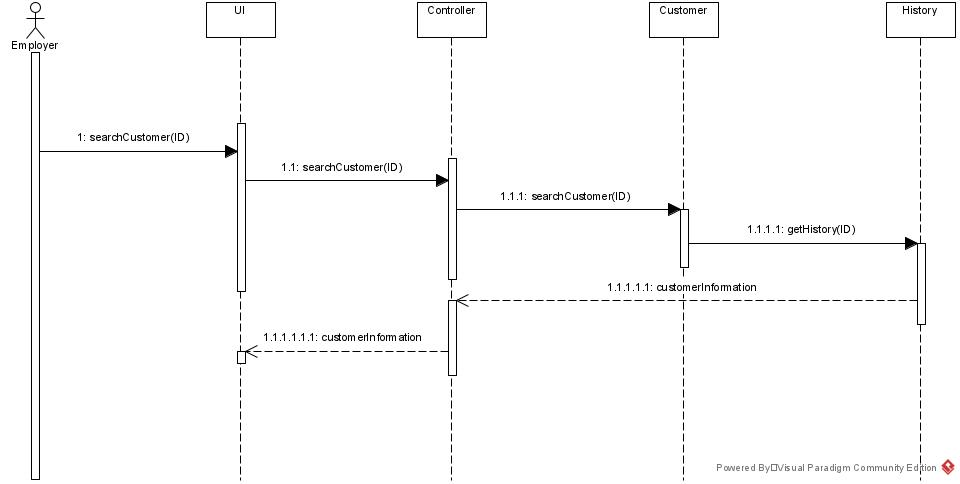 UI
Controller
Customer
History
Employer
1: searchCustomer(ID)
1.1: searchCustomer(ID)
1.1.1: searchCustomer(ID)
1.1.1.1: getHistory(ID)
1.1.1.1.1: customerInformation
1.1.1.1.1.1: customerInformation
Powered By Visual Paradigm Community Edition